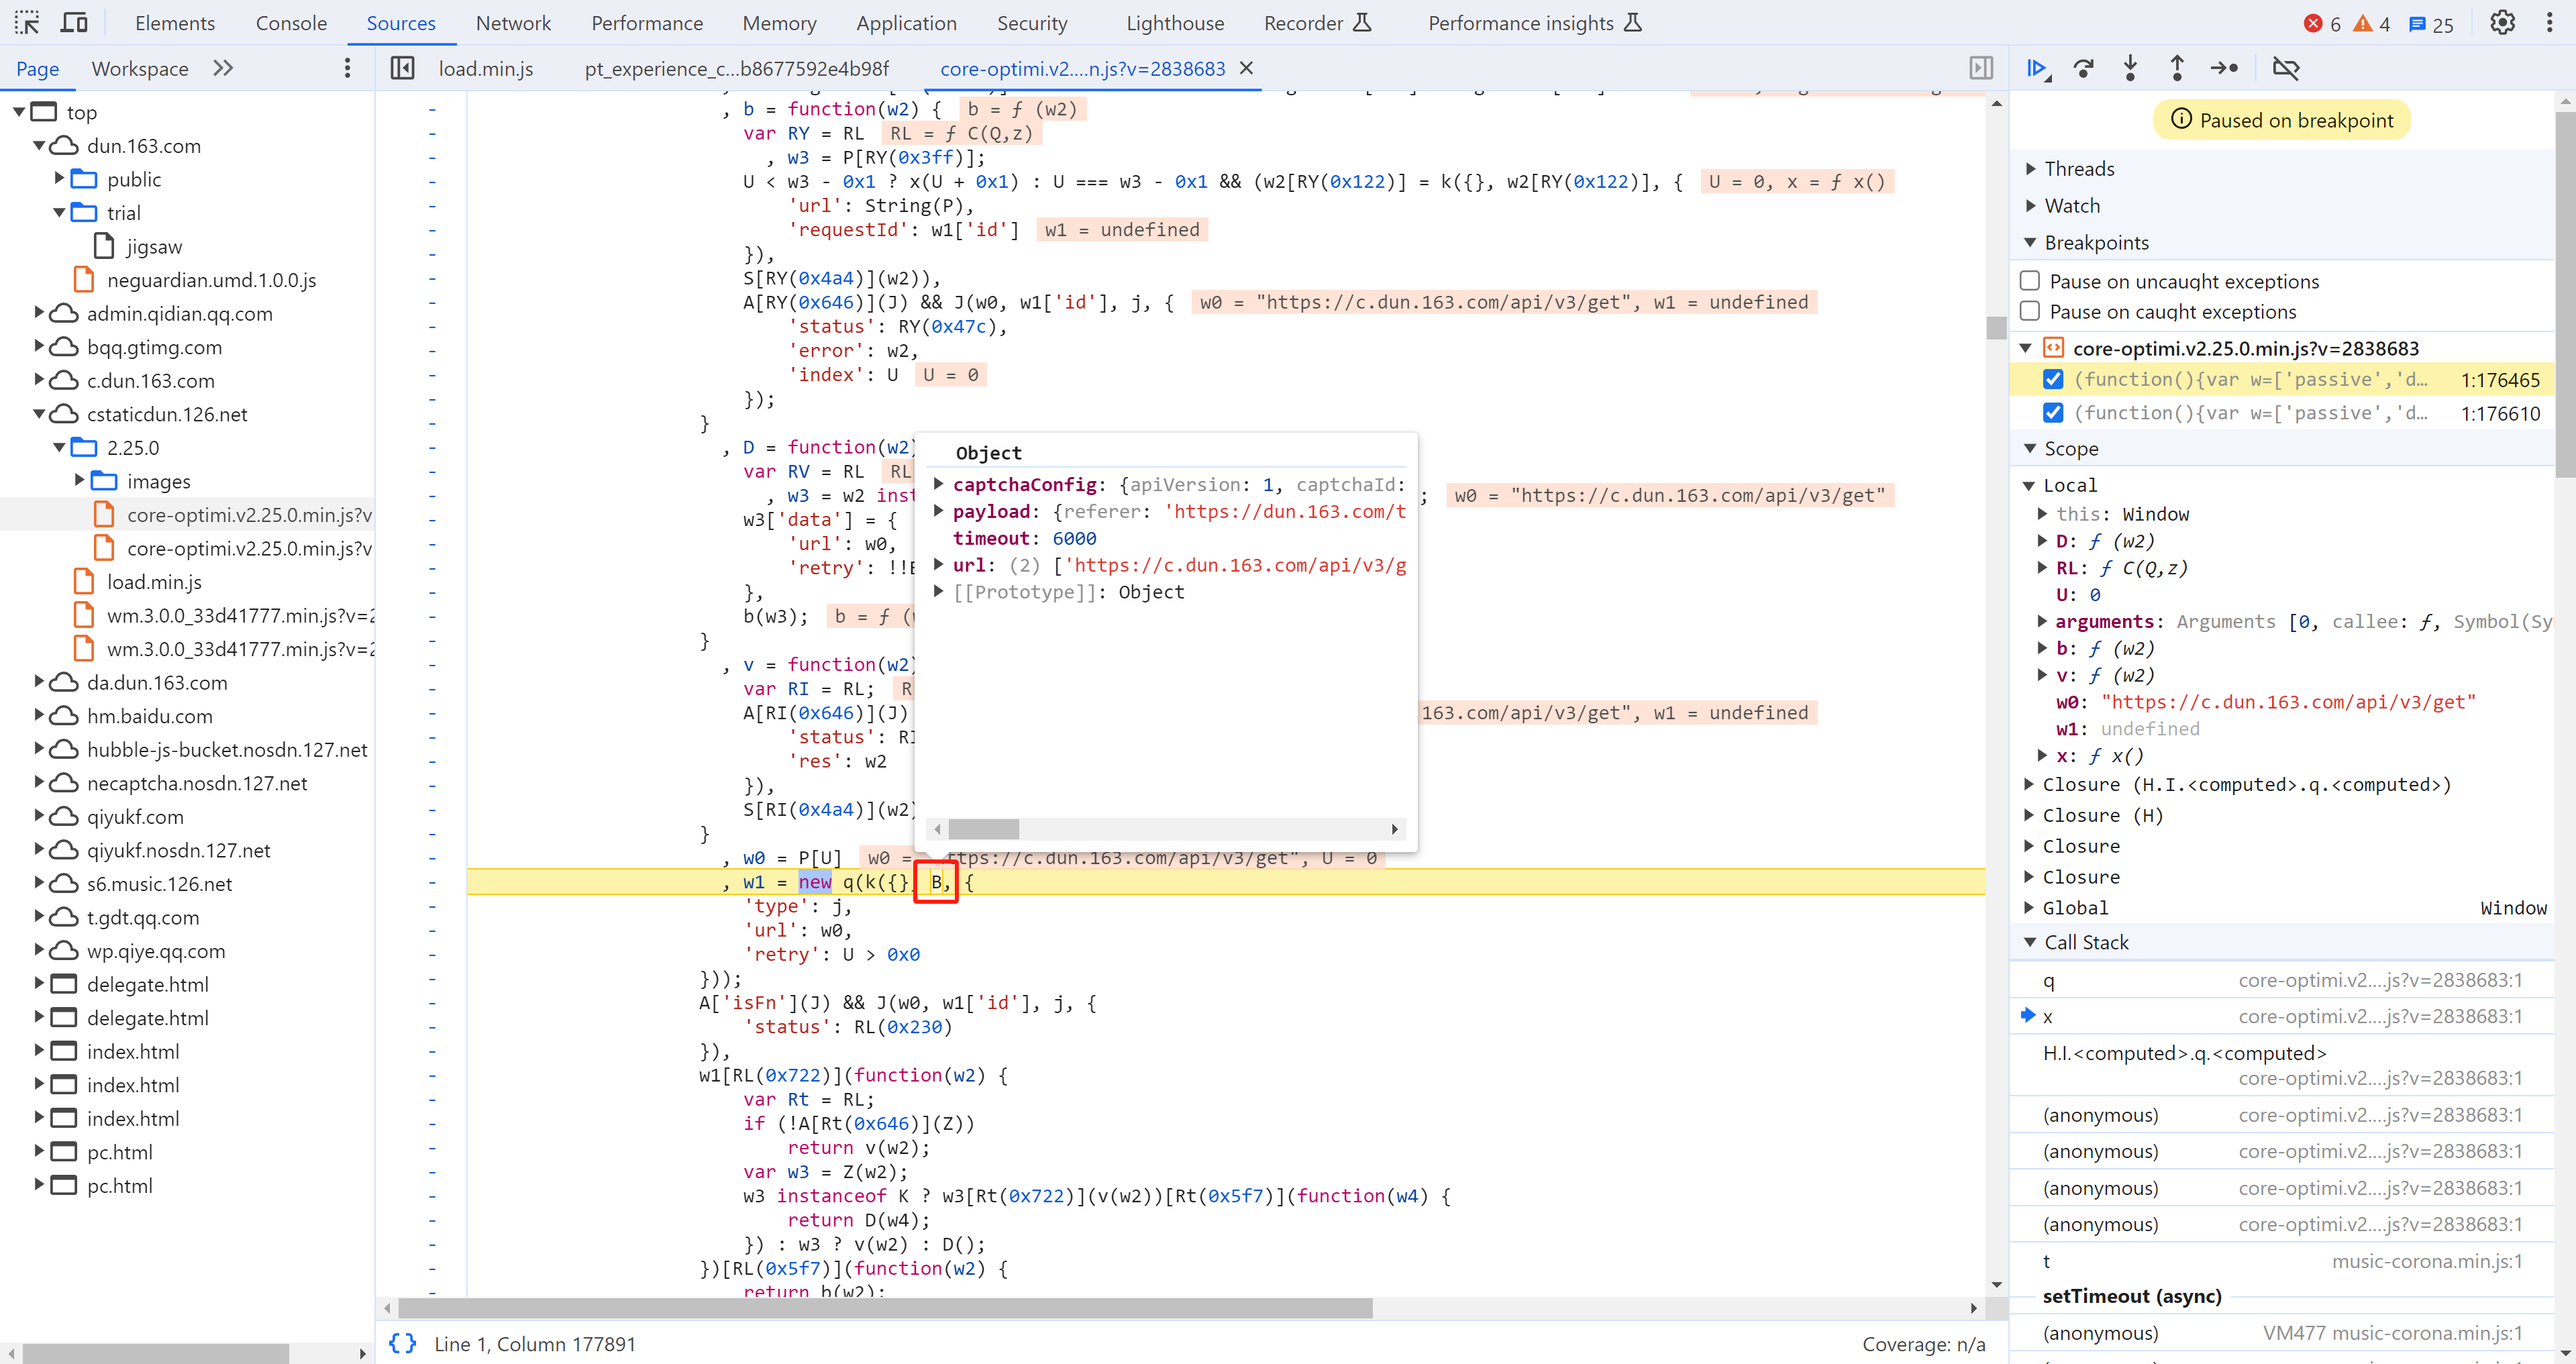 Elements Console Sources Network Performance Memory Application Security Lighthouse Recorder Performance insights 6 4 25
Page Workspace
load.min.js pt_experience_c...b8677592e4b98f core-optimi.v2....n.js?v=2838683
top
dun.163.com
public
trial
jigsaw
neguardian.umd.1.0.0.js
admin.qidian.qq.com
bqq.gtimg.com
c.dun.163.com
cstaticdun.126.net
2.25.0
images
core-optimi.v2.25.0.min.js?v
core-optimi.v2.25.0.min.js?v
load.min.js
wm.3.0.0_33d41777.min.js?v=2
wm.3.0.0_33d41777.min.js?v=2
da.dun.163.com
hm.baidu.com
hubble-js-bucket.nosdn.127.net
necaptcha.nosdn.127.net
qiyukf.com
qiyukf.nosdn.127.net
s6.music.126.net
t.gdt.qq.com
wp.qiye.qq.com
delegate.html
delegate.html
index.html
index.html
index.html
pc.html
pc.html
, b = function(w2) { b = ƒ (w2)
var RY = RL RL = ƒ C(Q,z)
, w3 = P[RY(0x3ff)];
U < w3 - 0x1 ? x(U + 0x1) : U === w3 - 0x1 && (w2[RY(0x122)] = k({}, w2[RY(0x122)], { U = 0, x = ƒ x()
'url': String(P),
'requestId': w1['id'] w1 = undefined
}),
S[RY(0x4a4)](w2)),
A[RY(0x646)](J) && J(w0, w1['id'], j, { w0 = "https://c.dun.163.com/api/v3/get", w1 = undefined
'status': RY(0x47c),
'error': w2,
'index': U U = 0
});
}
, D = function(w2)
var RV = RL RL
, w3 = w2 inst ; w0 = "https://c.dun.163.com/api/v3/get"
w3['data'] = {
'url': w0,
'retry': !!
},
b(w3); b = ƒ (
}
, v = function(w2)
var RI = RL; R
A[RI(0x646)](J) 163.com/api/v3/get", w1 = undefined
'status': RI
'res': w2
}),
S[RI(0x4a4)](w2)
}
, w0 = P[U] w0 = ttps://c.dun.163.com/api/v3/get", U = 0
, w1 = new q(k({} B, {
'type': j,
'url': w0,
'retry': U > 0x0
}));
A['isFn'](J) && J(w0, w1['id'], j, {
'status': RL(0x230)
}),
w1[RL(0x722)](function(w2) {
var Rt = RL;
if (!A[Rt(0x646)](Z))
return v(w2);
var w3 = Z(w2);
w3 instanceof K ? w3[Rt(0x722)](v(w2))[Rt(0x5f7)](function(w4) {
return D(w4);
}) : w3 ? v(w2) : D();
})[RL(0x5f7)](function(w2) {
return b(w2);
Object
captchaConfig: {apiVersion: 1, captchaId:
payload: {referer: 'https://dun.163.com/t
timeout: 6000
url: (2) ['https://c.dun.163.com/api/v3/g
[[Prototype]]: Object
{} Line 1, Column 177891 Coverage: n/a
Paused on breakpoint
Threads
Watch
Breakpoints
Pause on uncaught exceptions
Pause on caught exceptions
core-optimi.v2.25.0.min.js?v=2838683
(function(){var w=['passive','d... 1:176465
(function(){var w=['passive','d... 1:176610
Scope
Local
this: Window
D: ƒ (w2)
RL: ƒ C(Q,z)
U: 0
arguments: Arguments [0, callee: ƒ, Symbol(Sy
b: ƒ (w2)
v: ƒ (w2)
w0: "https://c.dun.163.com/api/v3/get"
w1: undefined
x: ƒ x()
Closure (H.I.<computed>.q.<computed>)
Closure (H)
Closure
Closure
Global Window
Call Stack
q core-optimi.v2....js?v=2838683:1
x core-optimi.v2....js?v=2838683:1
H.I.<computed>.q.<computed>
core-optimi.v2....js?v=2838683:1
(anonymous) core-optimi.v2....js?v=2838683:1
(anonymous) core-optimi.v2....js?v=2838683:1
(anonymous) core-optimi.v2....js?v=2838683:1
(anonymous) core-optimi.v2....js?v=2838683:1
t music-corona.min.js:1
setTimeout (async)
(anonymous) VM477 music-corona.min.js:1